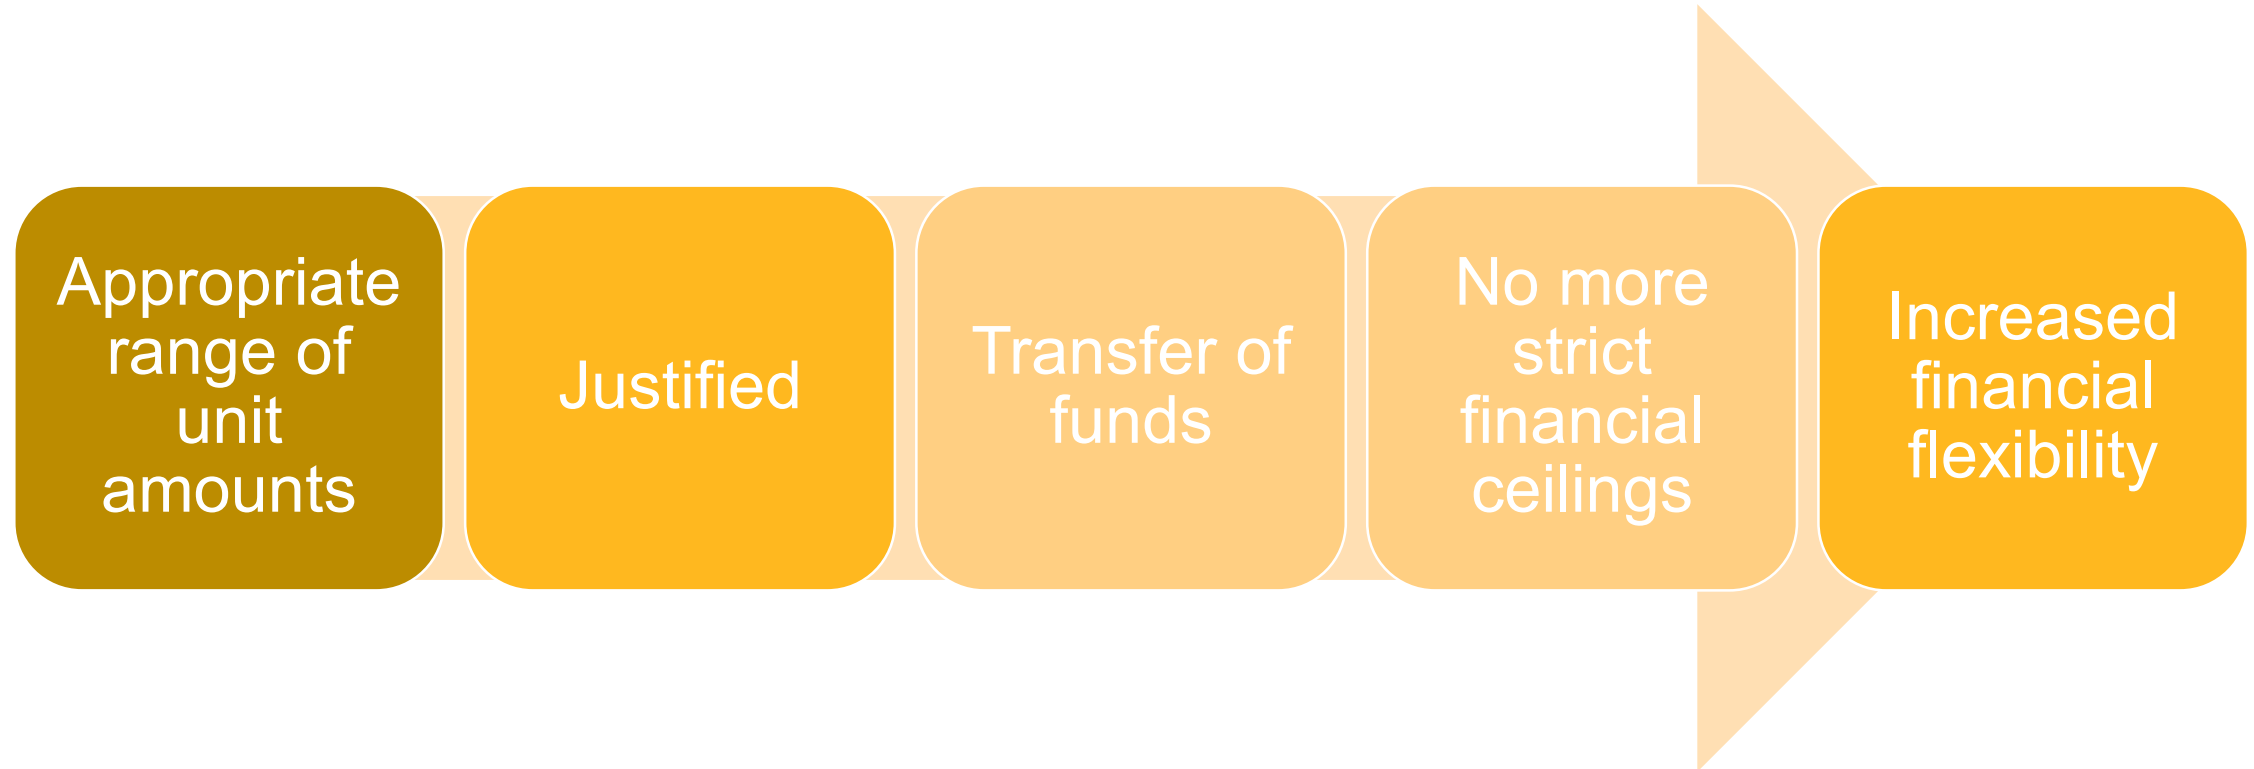 Appropriate
range of
unit
amounts
Justified
Transfer of
funds
No more
strict
financial
ceilings
Increased
financial
flexibility